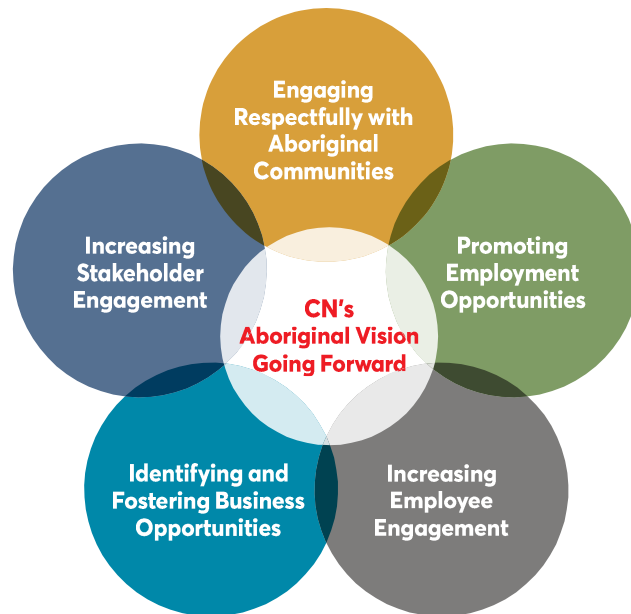 Engaging
Respectfully with
Aboriginal
Communities
Increasing
Stakeholder
Engagement
Promoting
Employment
Opportunities
CN's
Aboriginal Vision
Going Forward
Identifying and
Fostering Business
Opportunities
Increasing
Employee
Engagement